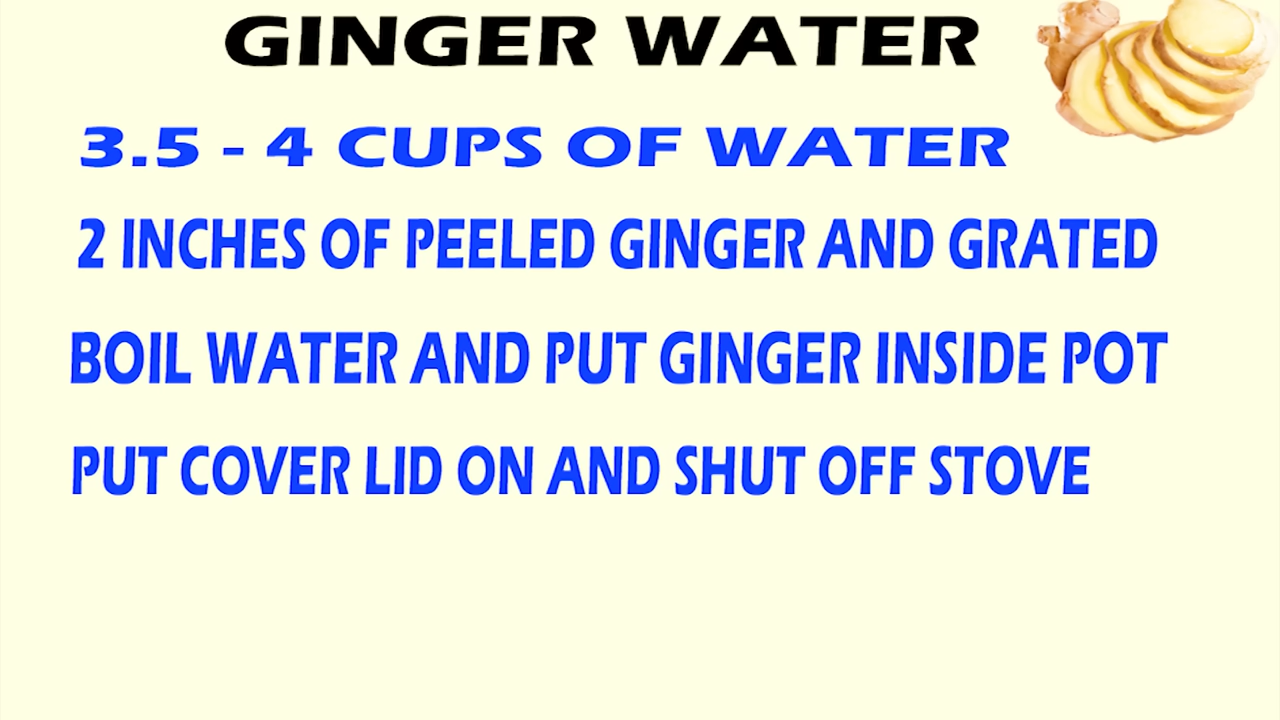 GINGER WATER
3.5 - 4 CUPS OF WATER
2 INCHES OF PEELED GINGER AND GRATED
BOIL WATER AND PUT GINGER INSIDE POT
PUT COVER LID ON AND SHUT OFF STOVE